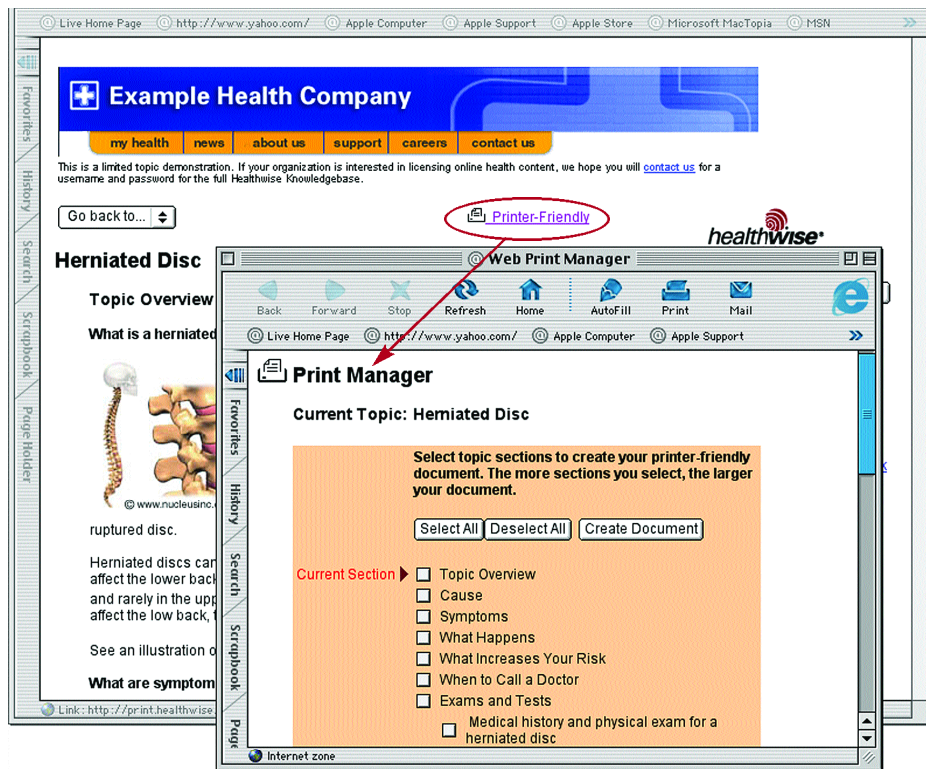 Live Home Page @ http://www.yahoo.com/ @ Apple Computer @ Apple Support @ Apple Store @ Microsoft MacTopia @ MSN »
Favorites
History
Search
Scrapbook
Page Holder
Example Health Company
my health news about us support careers contact us
This is a limited topic demonstration. If your organization is interested in licensing online health content, we hope you will contact us for a
username and password for the full Healthwise Knowledgebase.
Go back to...
Printer-Friendly
healthwise
Herniated Disc
Topic Overview
What is a herniated
© www.nucleusinc.
ruptured disc.
Herniated discs can
affect the lower back
and rarely in the upp
affect the low back,
See an illustration o
What are symptom
Link: http://print.healthwise.
@ Web Print Manager
Back Forward Stop Refresh Home AutoFill Print Mail
@ Live Home Page @ http://www.yahoo.com/ @ Apple Computer @ Apple Support »
Favorites
History
Search
Scrapbook
Page
Print Manager
Current Topic: Herniated Disc
Select topic sections to create your printer-friendly
document. The more sections you select, the larger
your document.
Select All Deselect All Create Document
Current Section Topic Overview
Cause
Symptoms
What Happens
What Increases Your Risk
When to Call a Doctor
Exams and Tests
Medical history and physical exam for a
herniated disc
Internet zone